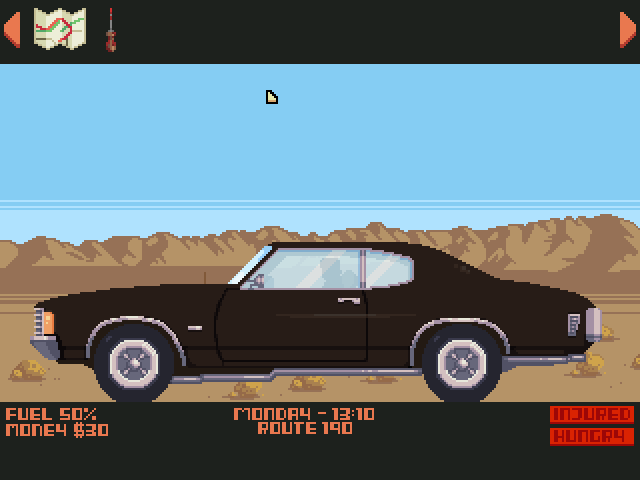 FUEL 50%
MONEY $30
MONDAY - 13:10
ROUTE 190
INJURED
HUNGRY